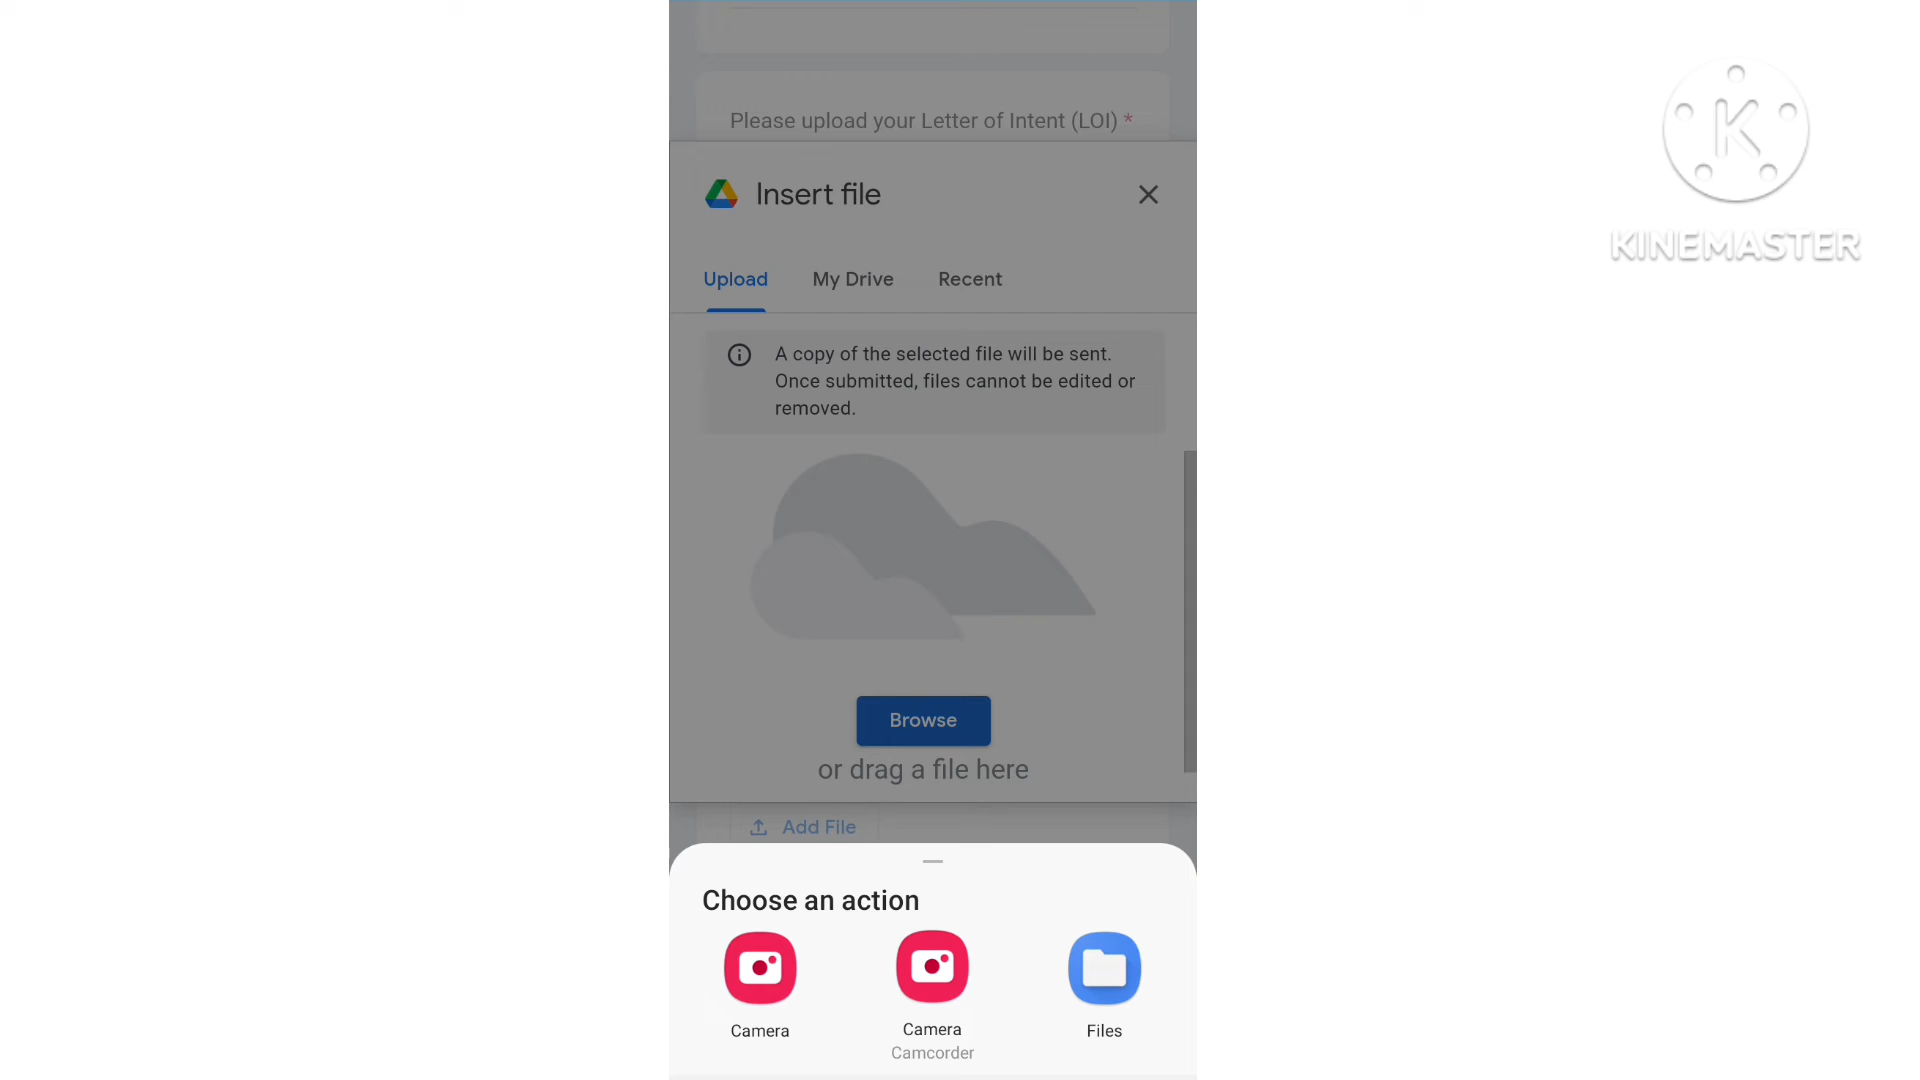 Please upload your Letter of Intent (LOI) *
Insert file
Upload My Drive Recent
A copy of the selected file will be sent.
Once submitted, files cannot be edited or
removed.
Browse
or drag a file here
Add File
Choose an action
Camera Camera Files
Camcorder
K
KINEMASTER